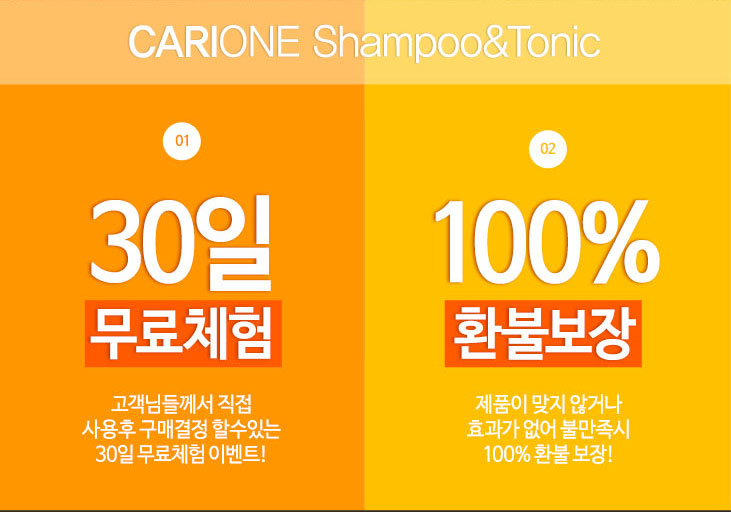 CARIONE Shampoo&Tonic
01
30일
무료체험
고객님들께서 직접
사용후 구매결정 할수있는
30일 무료체험 이벤트!
02
100%
환불보장
제품이 맞지 않거나
효과가 없어 불만족시
100% 환불 보장!